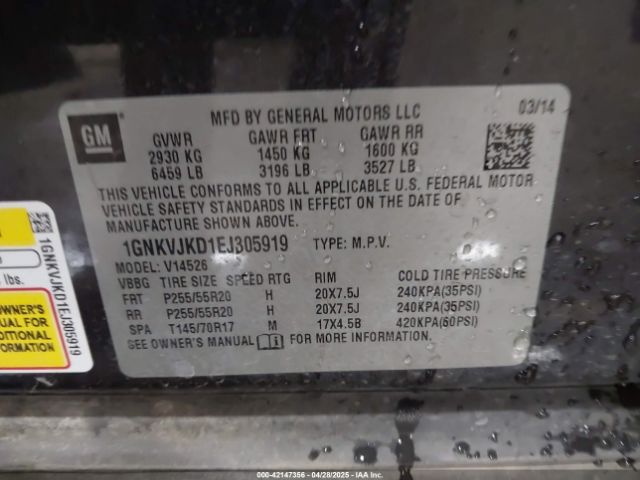 GM
MFD BY GENERAL MOTORS LLC 03/14
GVWR GAWR FRT GAWR RR
2930 KG 1450 KG 1600 KG
6459 LB 3196 LB 3527 LB
THIS VEHICLE CONFORMS TO ALL APPLICABLE U.S. FEDERAL MOTOR
VEHICLE SAFETY STANDARDS IN EFFECT ON THE DATE OF
MANUFACTURE SHOWN ABOVE.
1GNKVJKD1EJ305919 TYPE: M.P.V.
MODEL: V14526
VBBG TIRE SIZE SPEED RTG RIM COLD TIRE PRESSURE
FRT P255/55R20 H 20X7.5J 240KPA(35PSI)
RR P255/55R20 H 20X7.5J 240KPA(35PSI)
SPA T145/70R17 M 17X4.5B 420KPA(60PSI)
SEE OWNER'S MANUAL FOR MORE INFORMATION
1GNKVJKD1EJ305919
lbs.
OWNER'S
MANUAL FOR
000-42147356 - 04/28/2025 - IAAI, Inc.